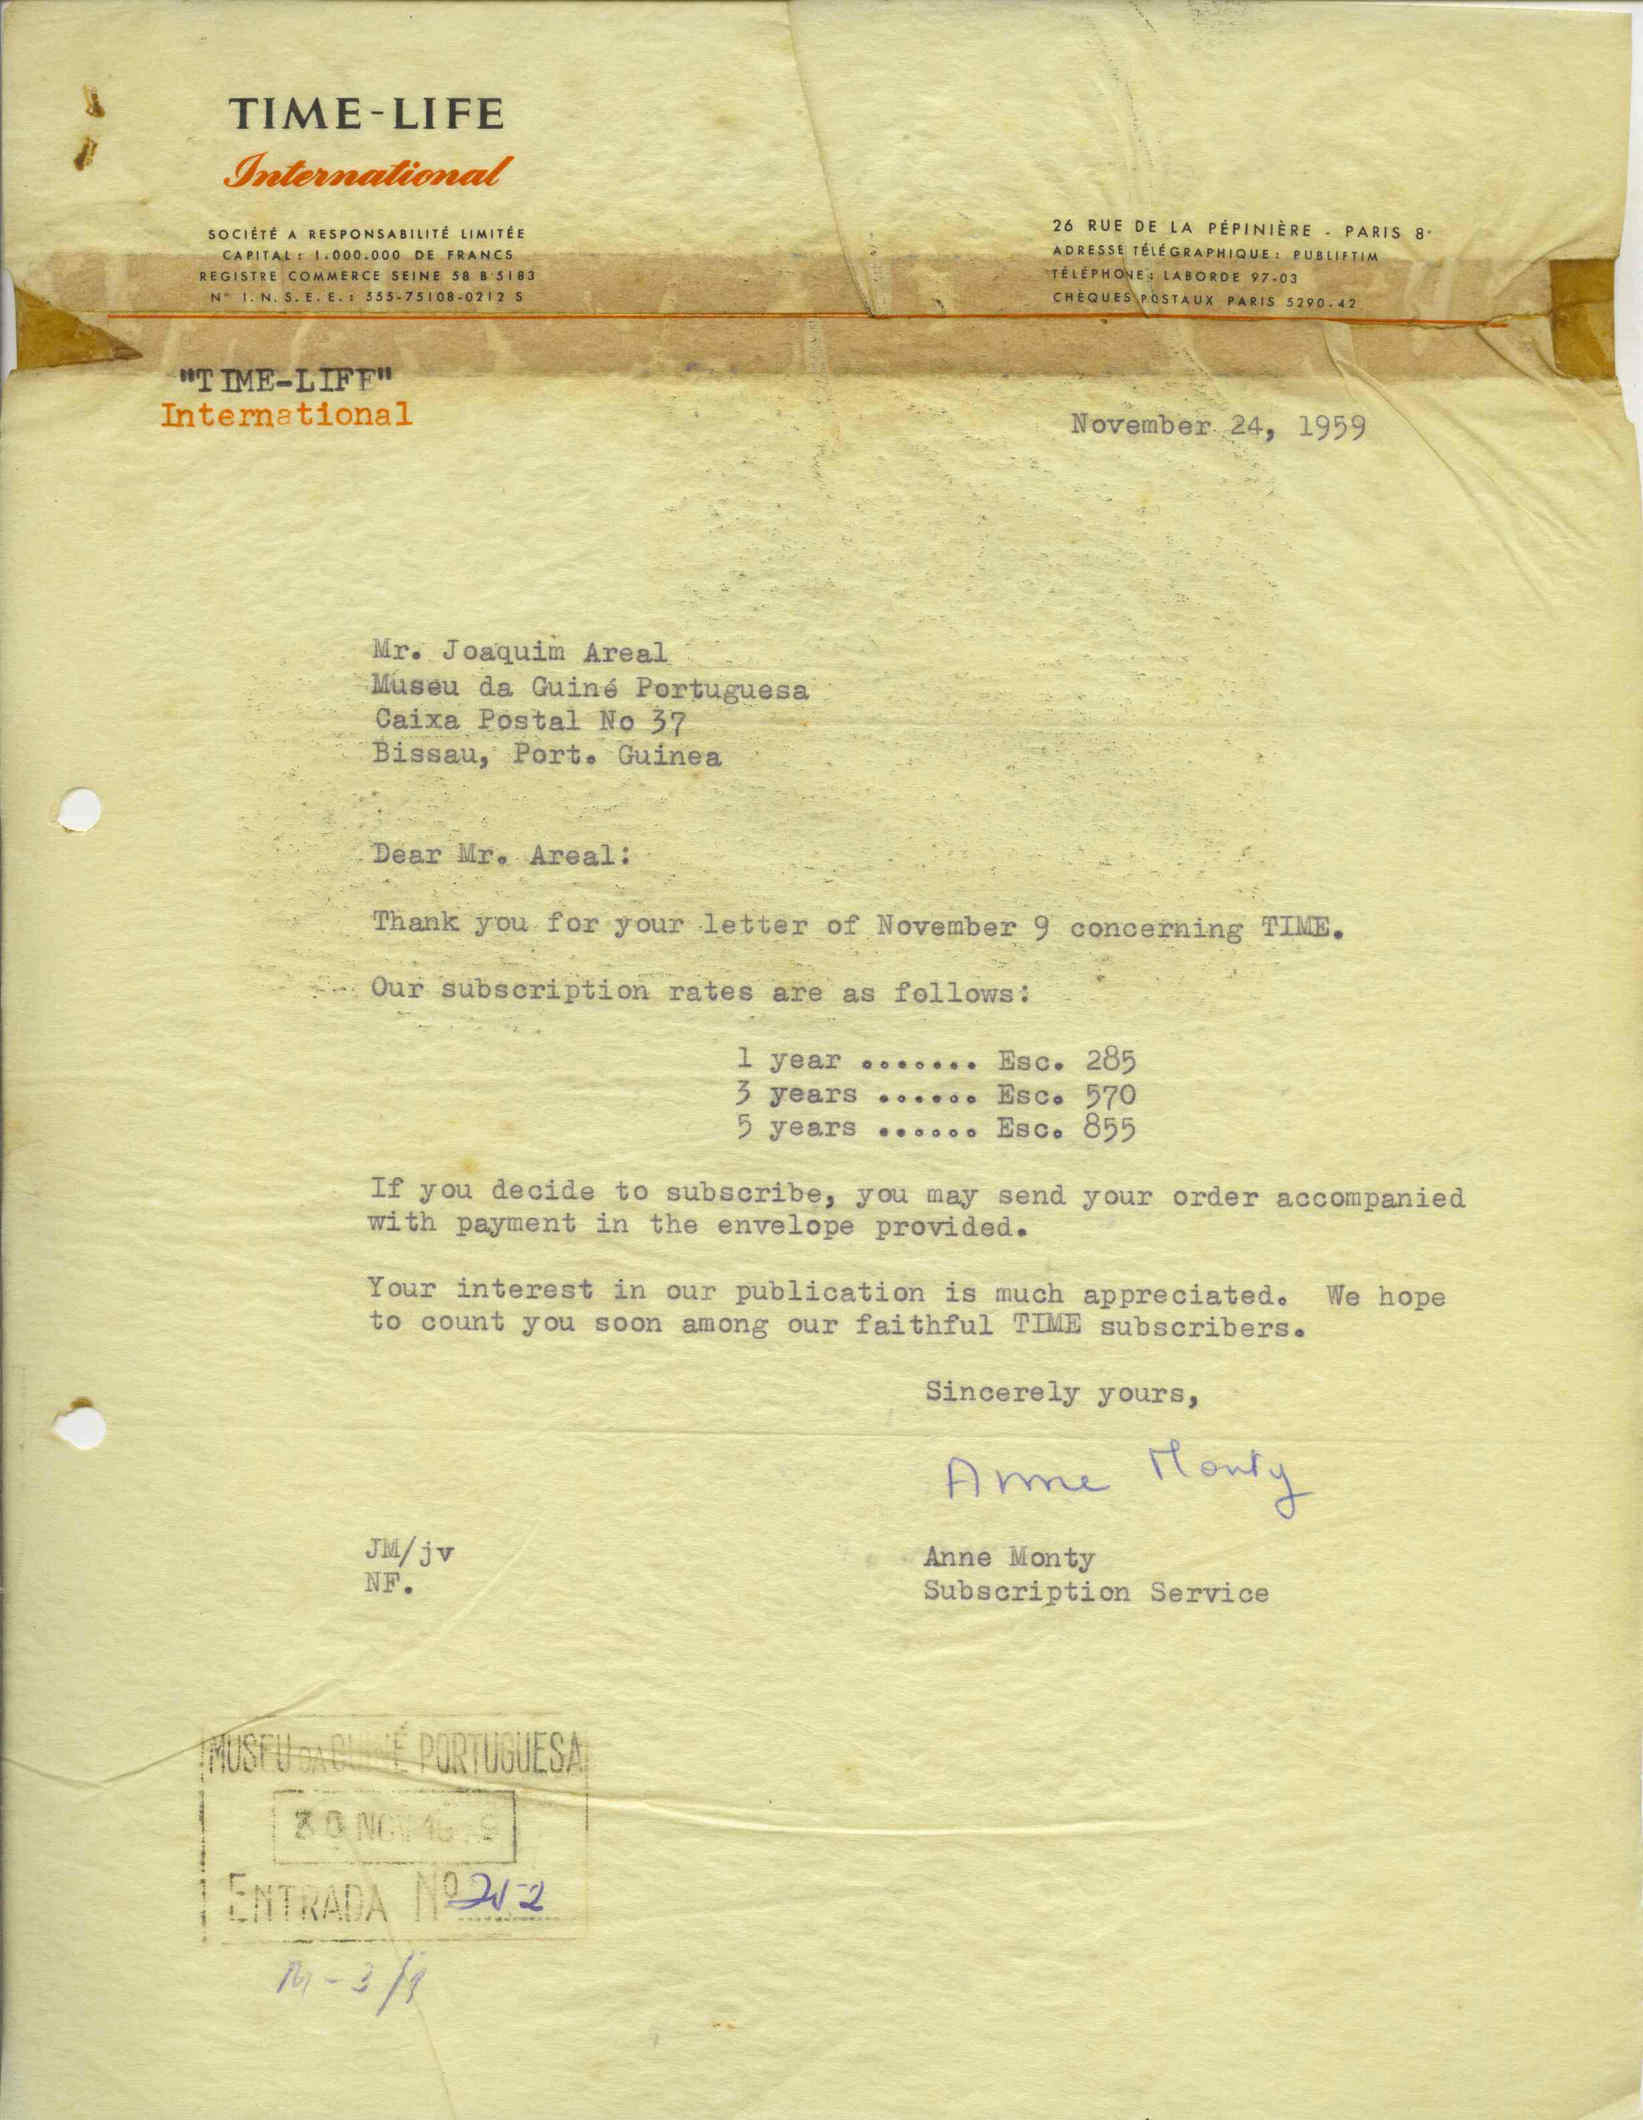 TIME-LIFE
International
SOCIÉTÉ A RESPONSABILITÉ LIMITÉE
CAPITAL: 1.000.000 DE FRANCS
REGISTRE COMMERCE SEINE 58 B 5183
N° I.N.S.E.E.: 555-75108-0212 S
26 RUE DE LA PÉPINIÈRE - PARIS 8e
ADRESSE TÉLÉGRAPHIQUE: PUBLIFTIM
TÉLÉPHONE: LABORDE 97-03
CHÈQUES POSTAUX PARIS 5290-42
"TIME-LIFE"
International
November 24, 1959
Mr. Joaquim Areal
Museu da Guiné Portuguesa
Caixa Postal No 37
Bissau, Port. Guinea
Dear Mr. Areal:
Thank you for your letter of November 9 concerning TIME.
Our subscription rates are as follows:
1 year ....... Esc. 285
3 years ...... Esc. 570
5 years ...... Esc. 855
If you decide to subscribe, you may send your order accompanied
with payment in the envelope provided.
Your interest in our publication is much appreciated. We hope
to count you soon among our faithful TIME subscribers.
Sincerely yours,
Anne Monty
JM/jv
NF.
Anne Monty
Subscription Service
MUSEU DA GUINÉ PORTUGUESA
30 NOV 1959
ENTRADA Nº 252